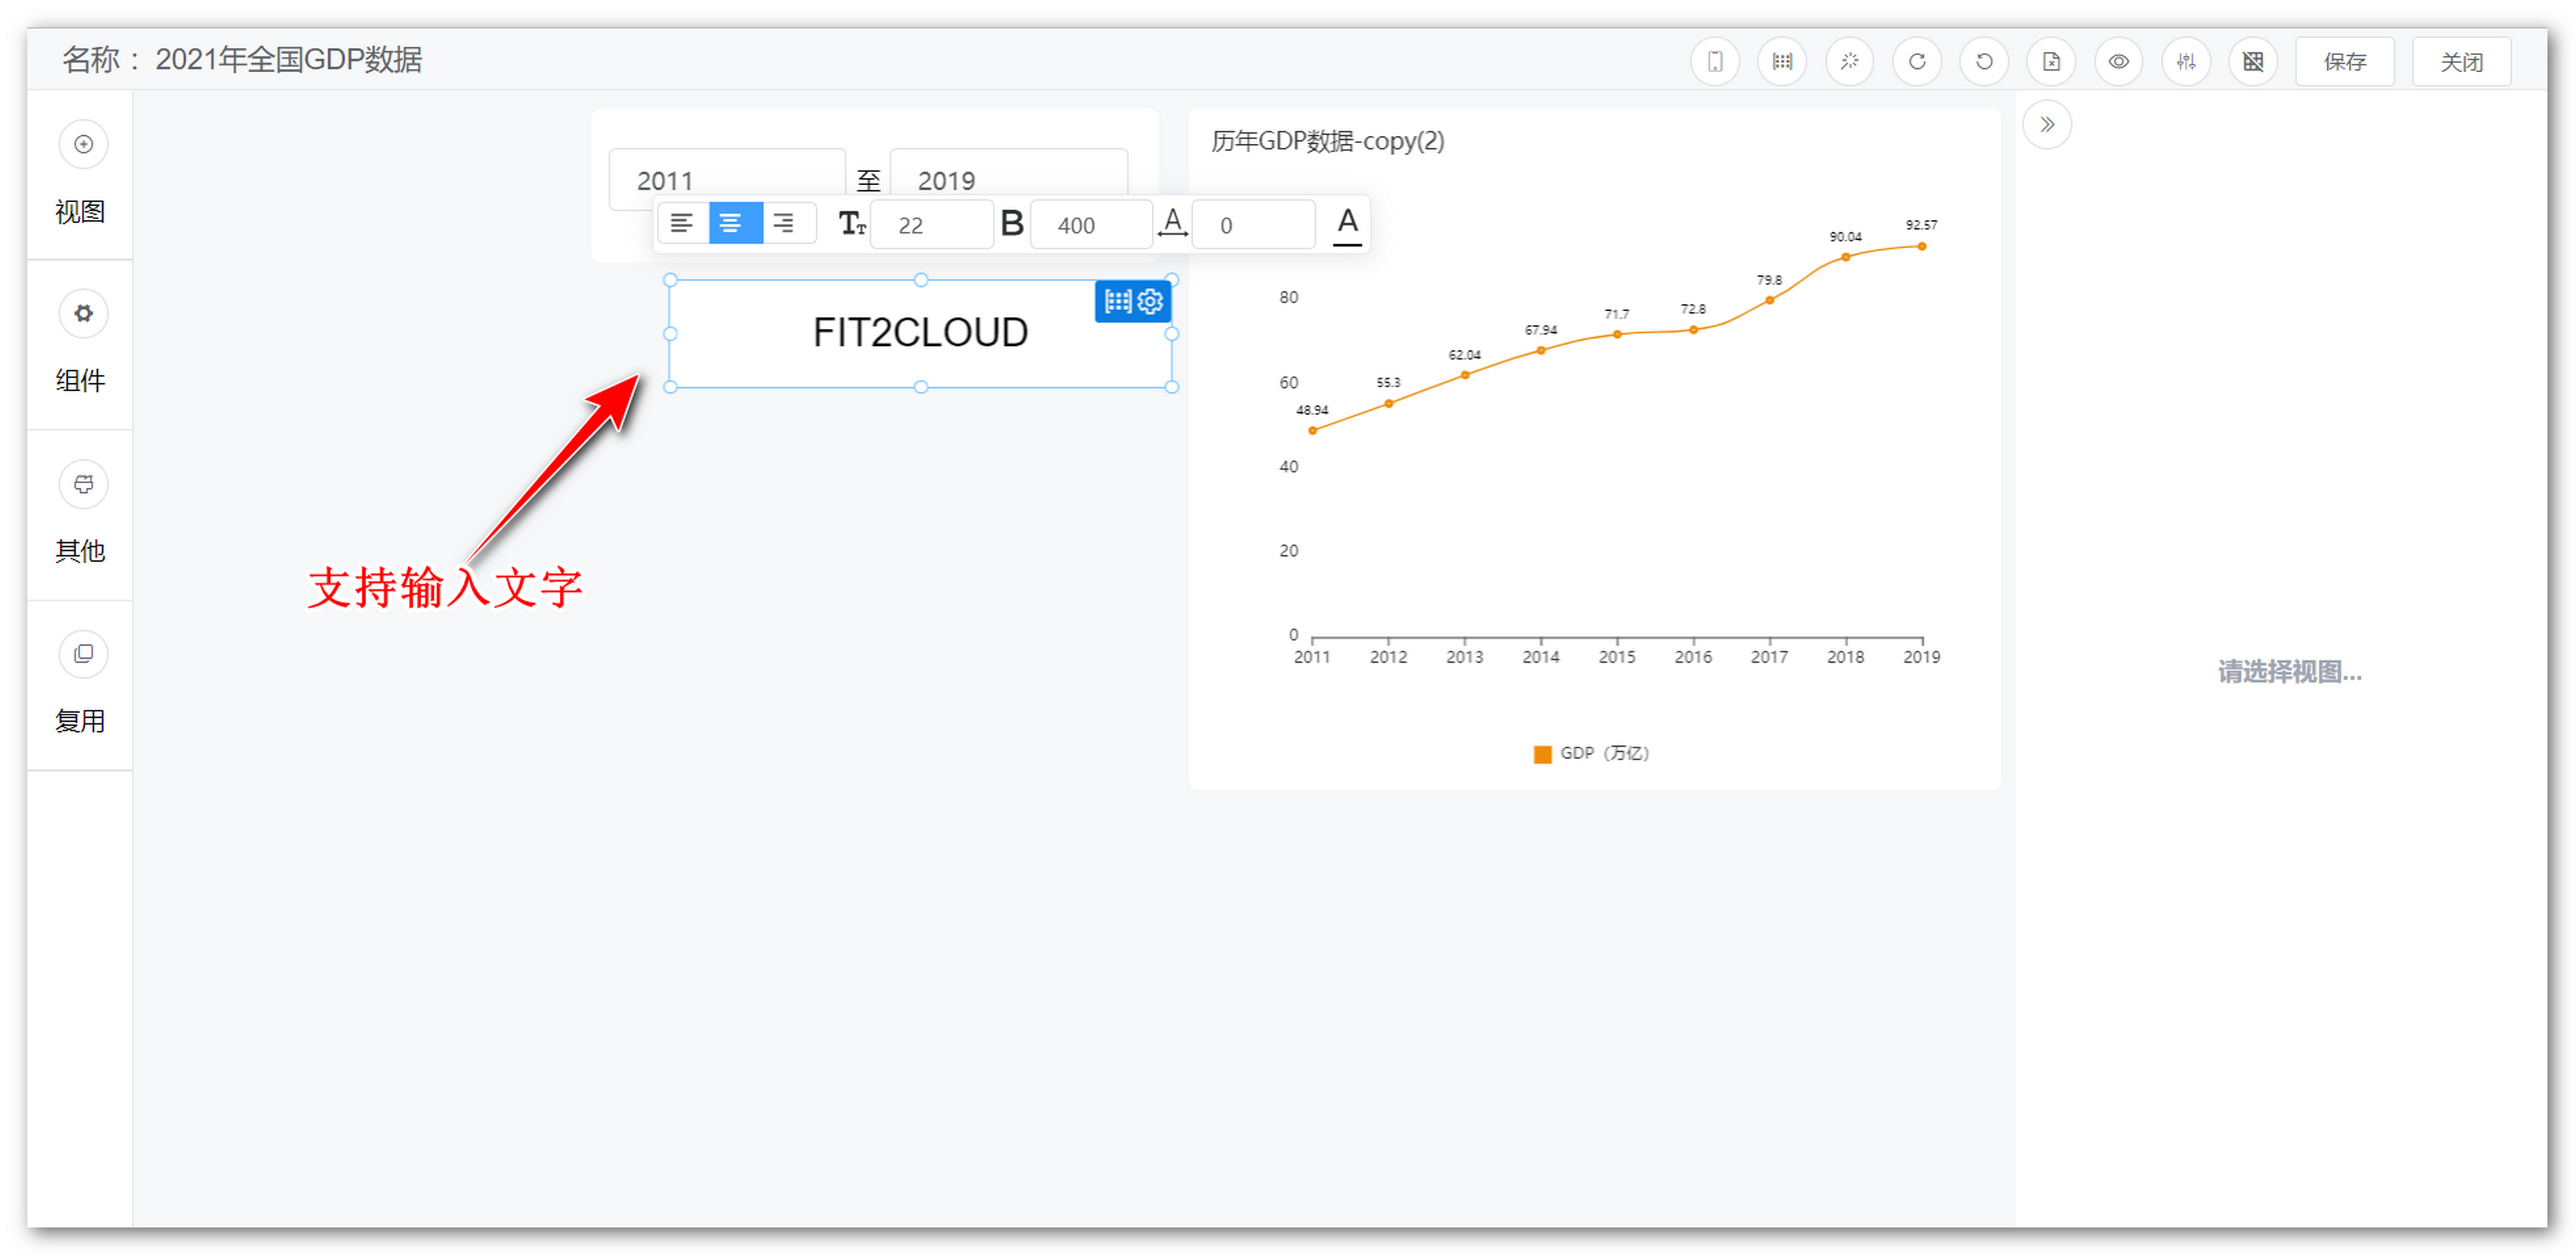 名称： 2021年全国GDP数据
保存
关闭
视图
组件
其他
复用
2011 至 2019
22
B
400
A
0
A
FIT2CLOUD
支持输入文字
历年GDP数据-copy(2)
80
60
40
20
0
48.94
55.3
62.04
67.94
71.7
72.8
79.8
90.04
92.57
2011 2012 2013 2014 2015 2016 2017 2018 2019
GDP（万亿）
请选择视图...